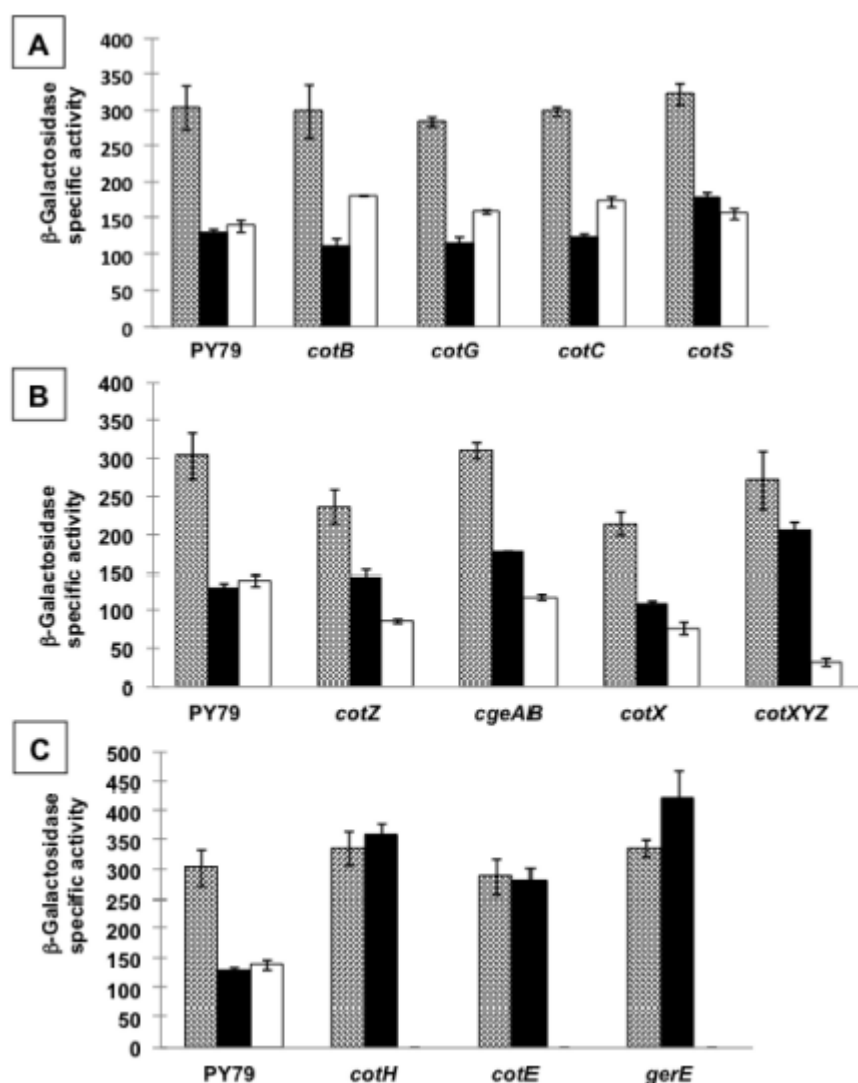 A
β-Galactosidase
specific activity
400
350
300
250
200
150
100
50
0
PY79 cotB cotG cotC cotS
B
β-Galactosidase
specific activity
400
350
300
250
200
150
100
50
0
PY79 cotZ cgeAB cotX cotXYZ
C
β-Galactosidase
specific activity
500
450
400
350
300
250
200
150
100
50
0
PY79 cotH cotE gerE